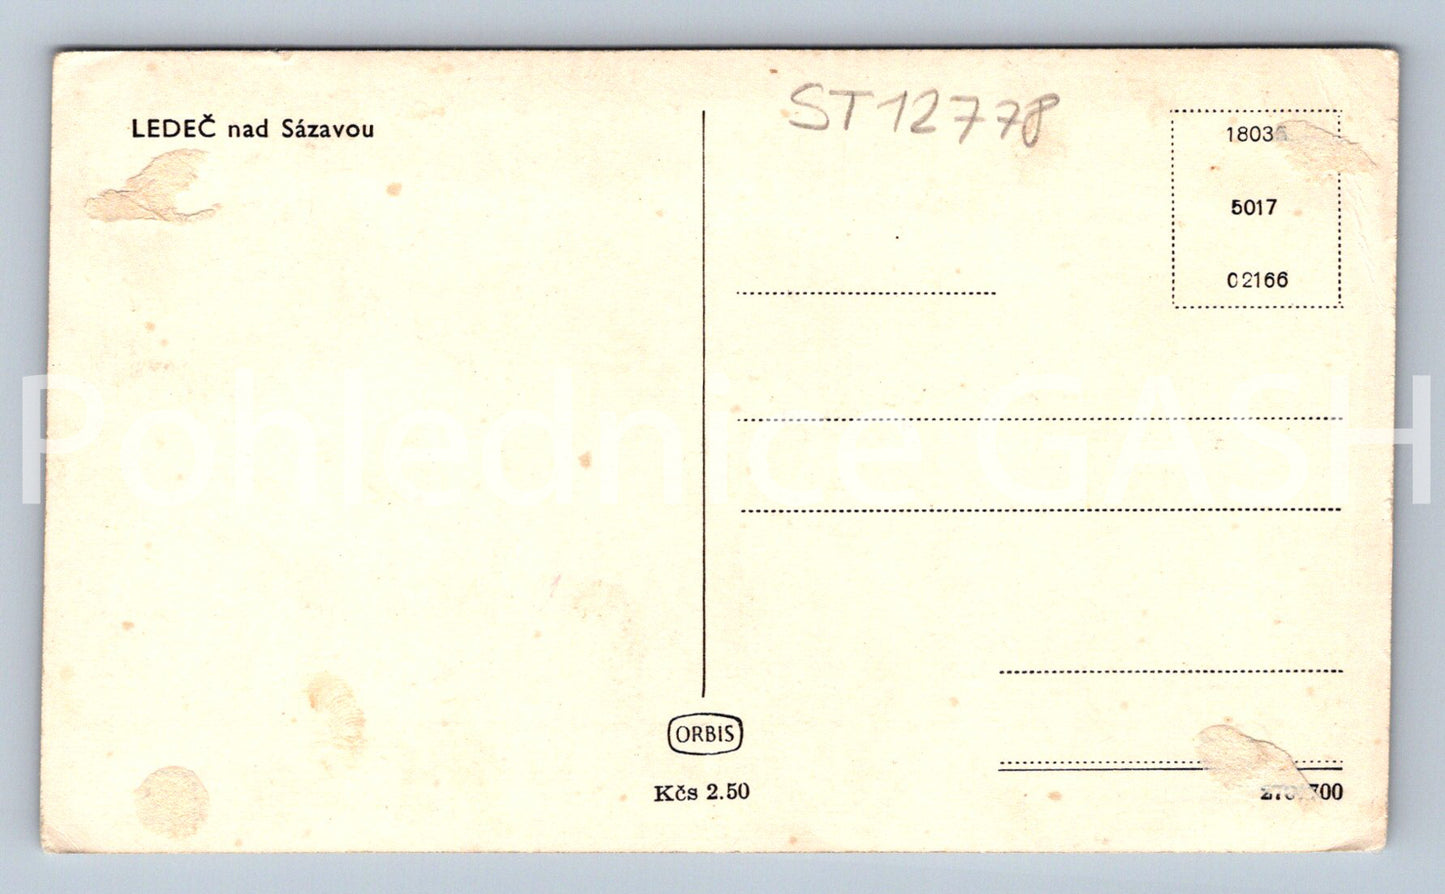 LEDEČ nad Sázavou
ST12778
5017
02166
Pohlednice GASH
ORBIS
Kčs 2.50